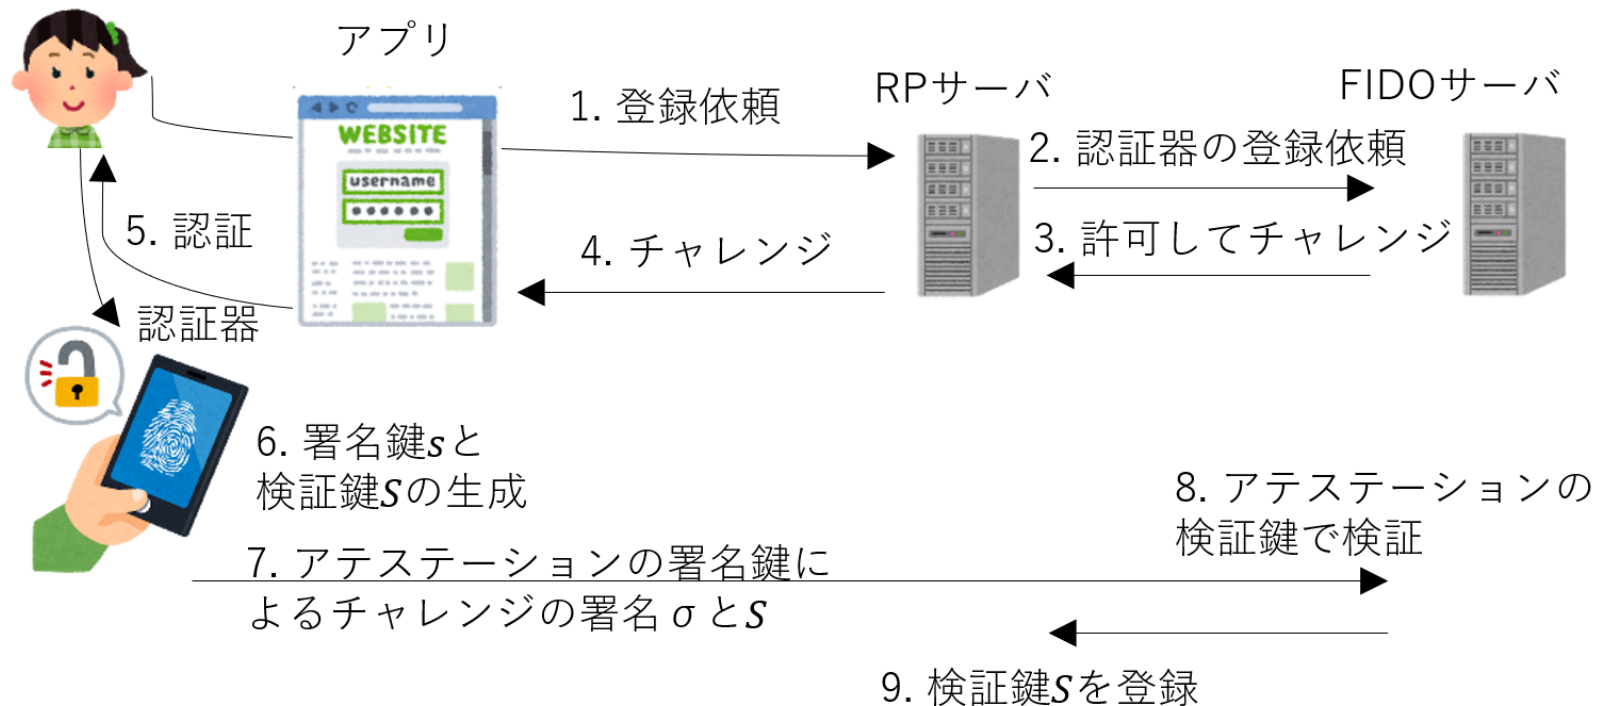 アプリ
RPサーバ
FIDOサーバ
1. 登録依頼
2. 認証器の登録依頼
WEBSITE
username
3. 許可してチャレンジ
4. チャレンジ
5. 認証
認証器
6. 署名鍵sと
検証鍵Sの生成
7. アテステーションの署名鍵に
よるチャレンジの署名σとS
8. アテステーションの
検証鍵で検証
9. 検証鍵Sを登録